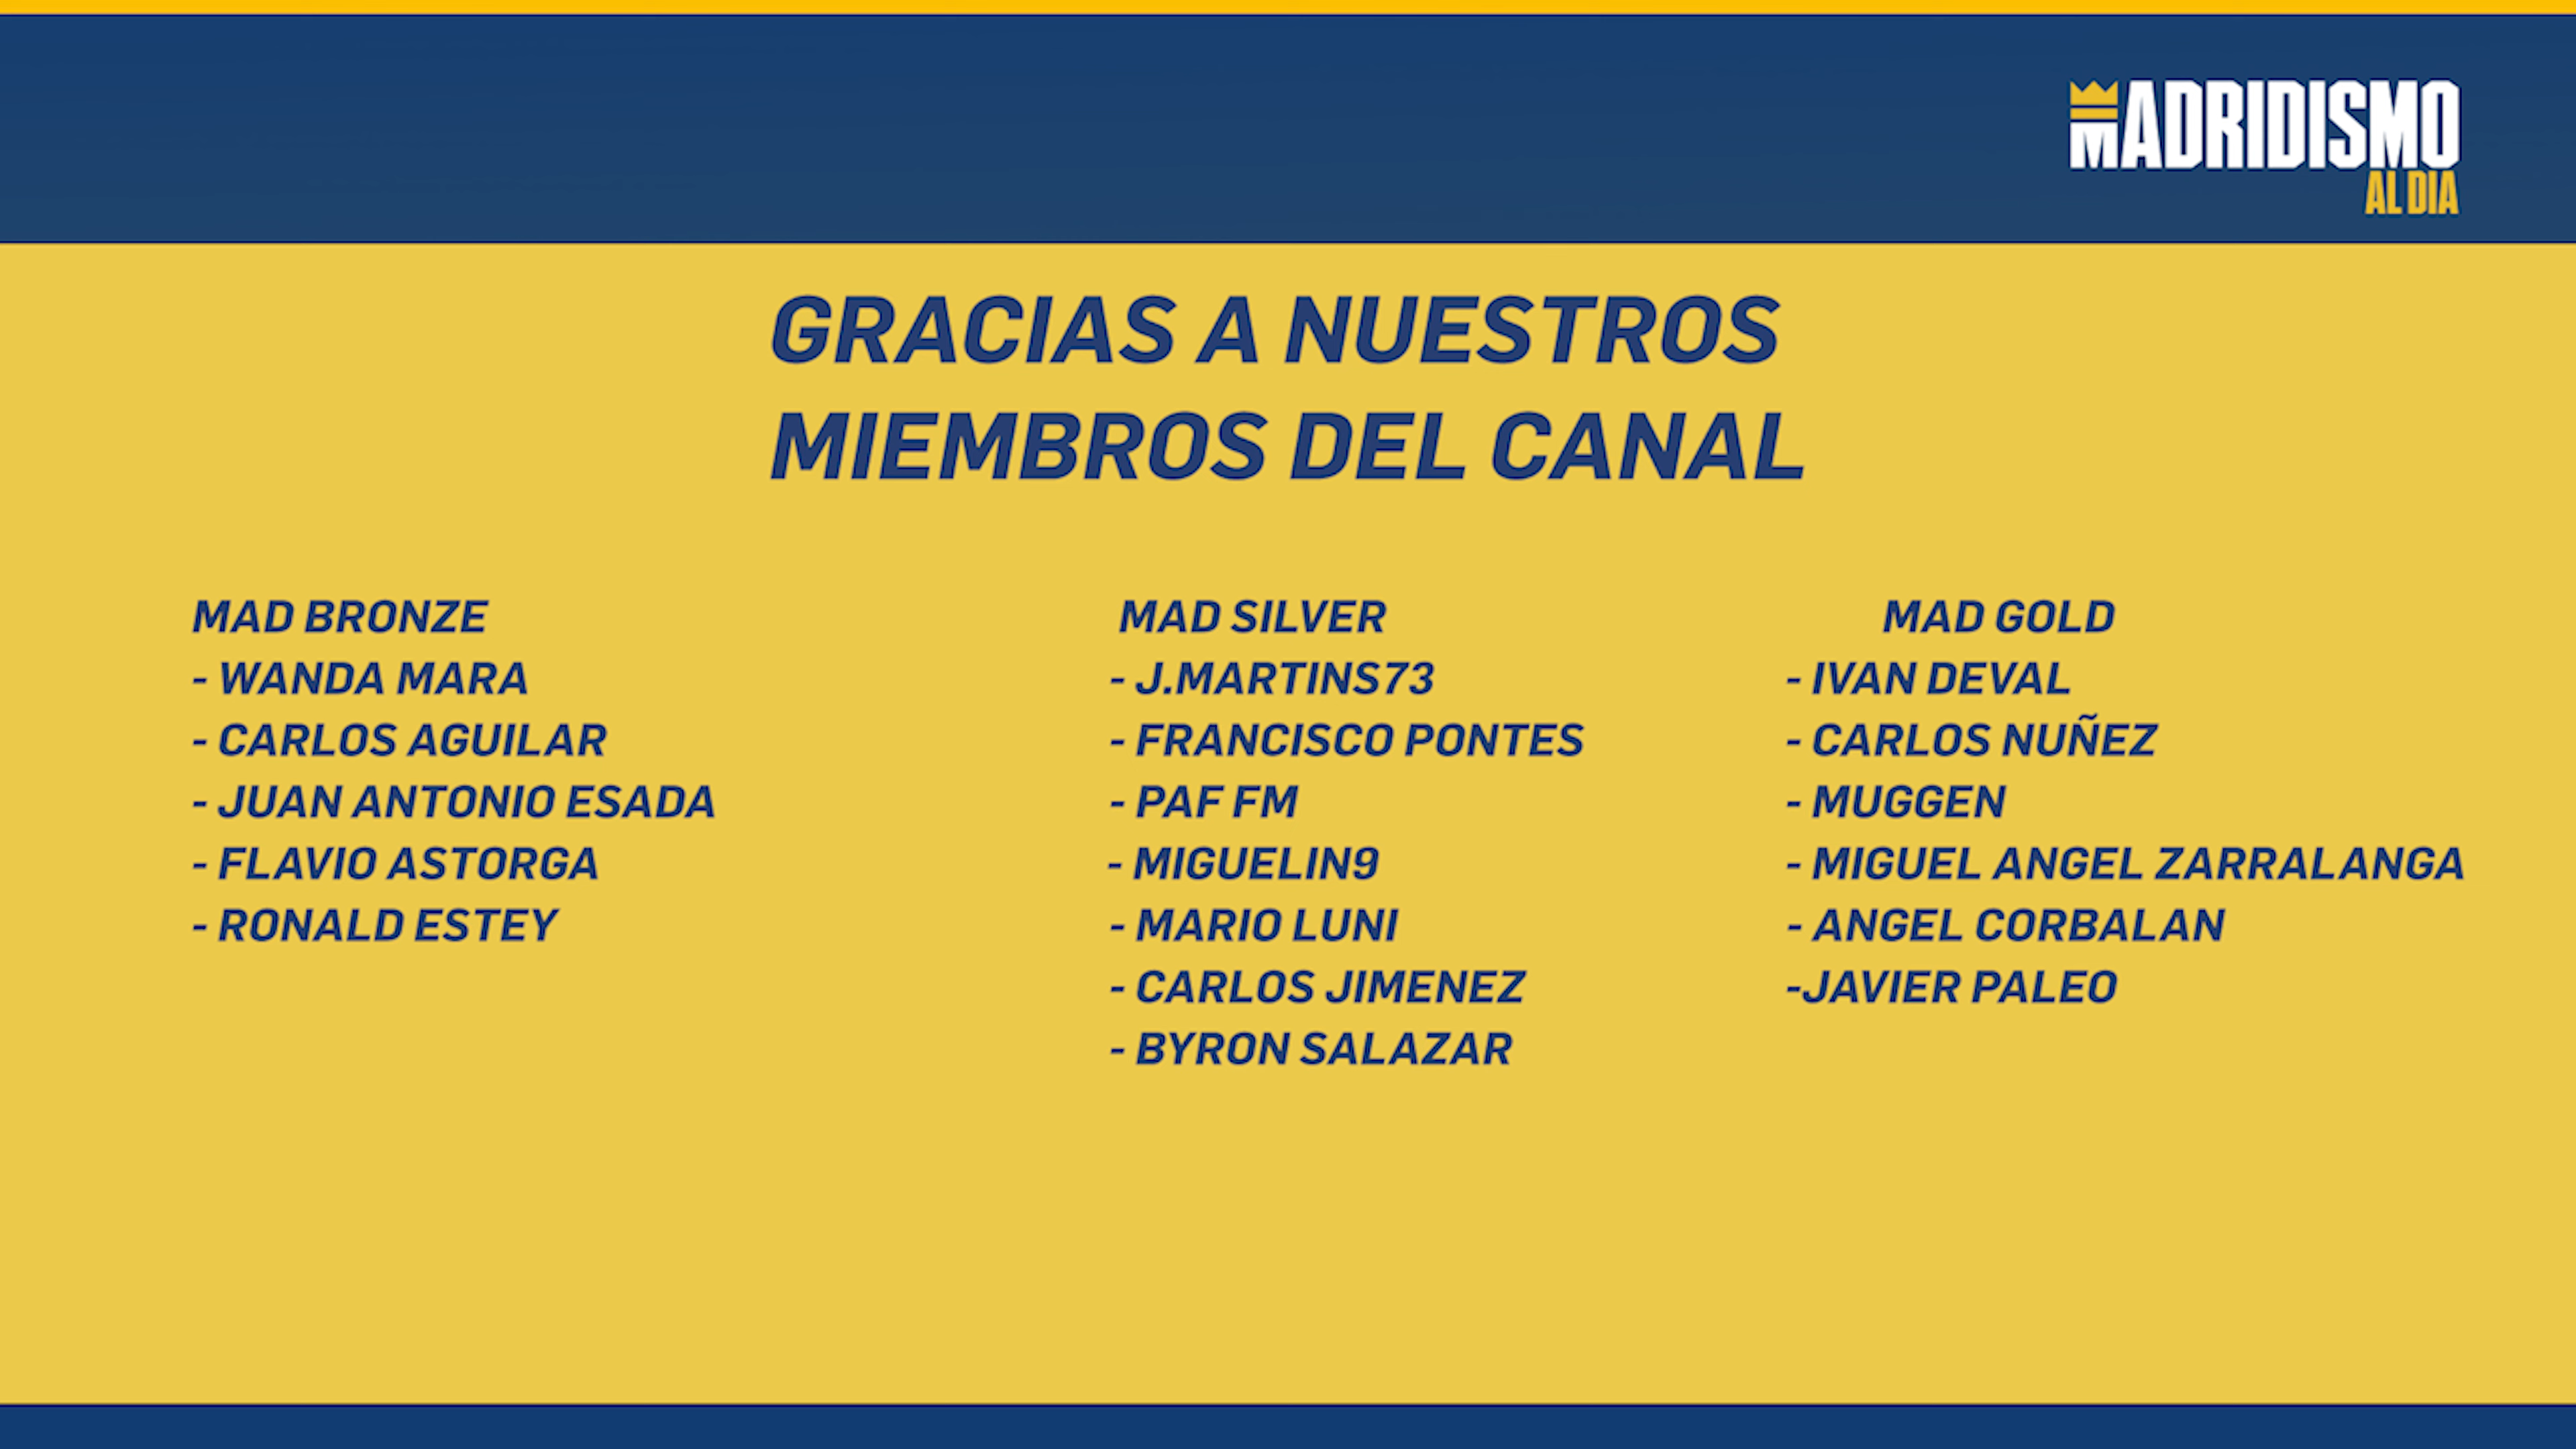 MADRIDISMO
AL DIA
GRACIAS A NUESTROS
MIEMBROS DEL CANAL
MAD BRONZE
- WANDA MARA
- CARLOS AGUILAR
- JUAN ANTONIO ESADA
- FLAVIO ASTORGA
- RONALD ESTEY
MAD SILVER
- J.MARTINS73
- FRANCISCO PONTES
- PAF FM
- MIGUELIN9
- MARIO LUNI
- CARLOS JIMENEZ
- BYRON SALAZAR
MAD GOLD
- IVAN DEVAL
- CARLOS NUÑEZ
- MUGGEN
- MIGUEL ANGEL ZARRALANGA
- ANGEL CORBALAN
-JAVIER PALEO